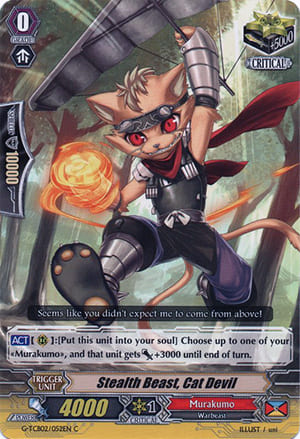 0
GRADE
+5000
CRITICAL
10000
Seems like you didn't expect me to come from above!
ACT [ ]:[Put this unit into your soul] Choose up to one of your
«Murakumo», and that unit gets +3000 until end of turn.
TRIGGER
UNIT
Stealth Beast, Cat Devil
POWER
4000
1
Murakumo
Warbeast
G-TCB02/052EN C
ILLUST / uni